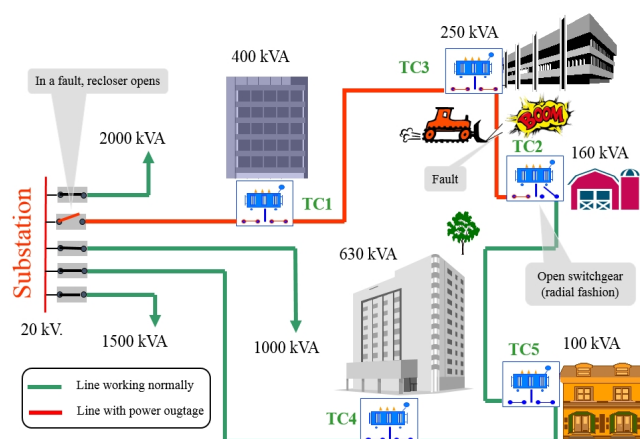 250 kVA
400 kVA
TC3
In a fault, recloser opens
2000 kVA
BOOM
TC2
160 kVA
Fault
TC1
Substation
630 kVA
Open switchgear
(radial fashion)
20 kV.
1500 kVA
1000 kVA
TC5
100 kVA
Line working normally
Line with power ougtage
TC4